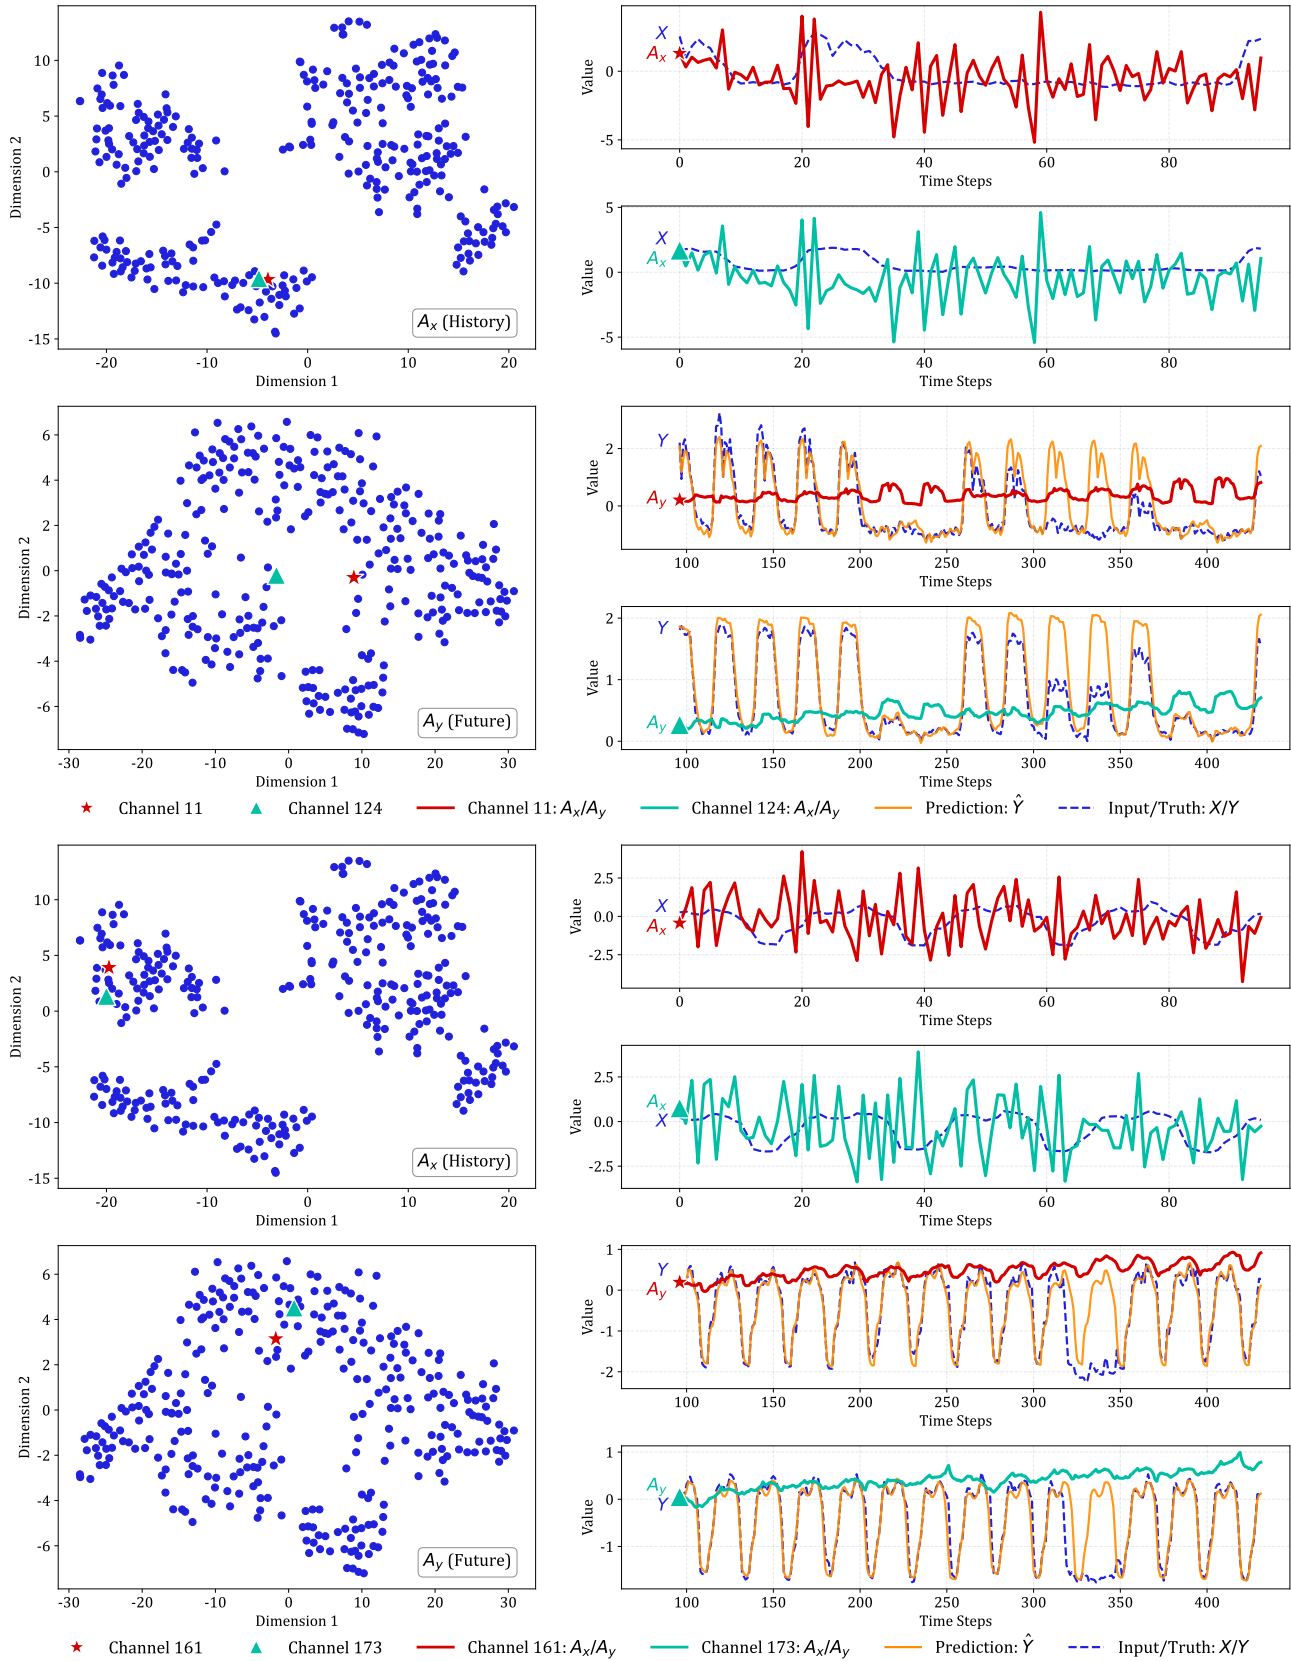 10
5
0
-5
-10
-15
Dimension 2
-20
-10
0
10
20
Dimension 1
Aₓ (History)
0
-5
Value
X
Aₓ
0
20
40
60
80
Time Steps
5
0
-5
Value
X
Aₓ
0
20
40
60
80
Time Steps
6
4
2
0
-2
-4
-6
Dimension 2
-30
-20
-10
0
10
20
30
Dimension 1
A_y (Future)
2
0
Value
Y
A_y
100
150
200
250
300
350
400
Time Steps
2
1
0
Value
Y
A_y
100
150
200
250
300
350
400
Time Steps
Channel 11
Channel 124
Channel 11: Aₓ/A_y
Channel 124: Aₓ/A_y
Prediction: Ŷ
Input/Truth: X/Y
10
5
0
-5
-10
-15
Dimension 2
-20
-10
0
10
20
Dimension 1
Aₓ (History)
2.5
0.0
-2.5
Value
X
Aₓ
0
20
40
60
80
Time Steps
2.5
0.0
-2.5
Value
Aₓ
X
0
20
40
60
80
Time Steps
6
4
2
0
-2
-4
-6
Dimension 2
-30
-20
-10
0
10
20
30
Dimension 1
A_y (Future)
1
0
-1
-2
Value
Y
A_y
100
150
200
250
300
350
400
Time Steps
1
0
-1
Value
A_y
Y
100
150
200
250
300
350
400
Time Steps
Channel 161
Channel 173
Channel 161: Aₓ/A_y
Channel 173: Aₓ/A_y
Prediction: Ŷ
Input/Truth: X/Y